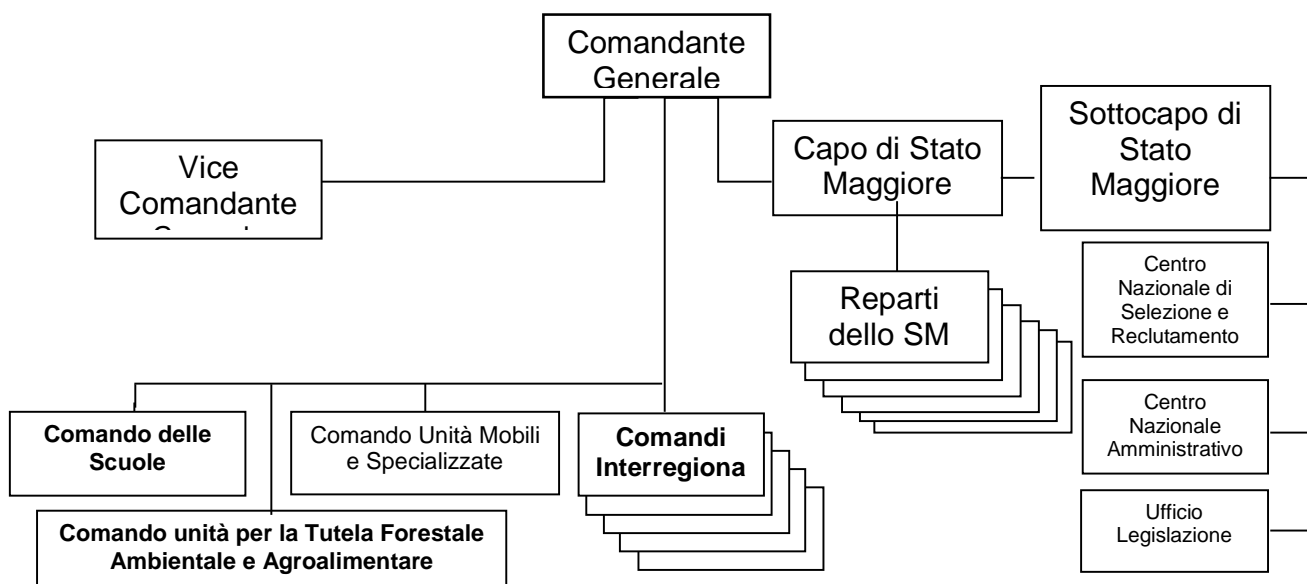 Comandante
Generale
Vice
Comandante
Capo di Stato
Maggiore
Sottocapo di
Stato
Maggiore
Reparti
dello SM
Centro
Nazionale di
Selezione e
Reclutamento
Centro
Nazionale
Amministrativo
Ufficio
Legislazione
Comando delle
Scuole
Comando Unità Mobili
e Specializzate
Comandi
Interregiona
Comando unità per la Tutela Forestale
Ambientale e Agroalimentare